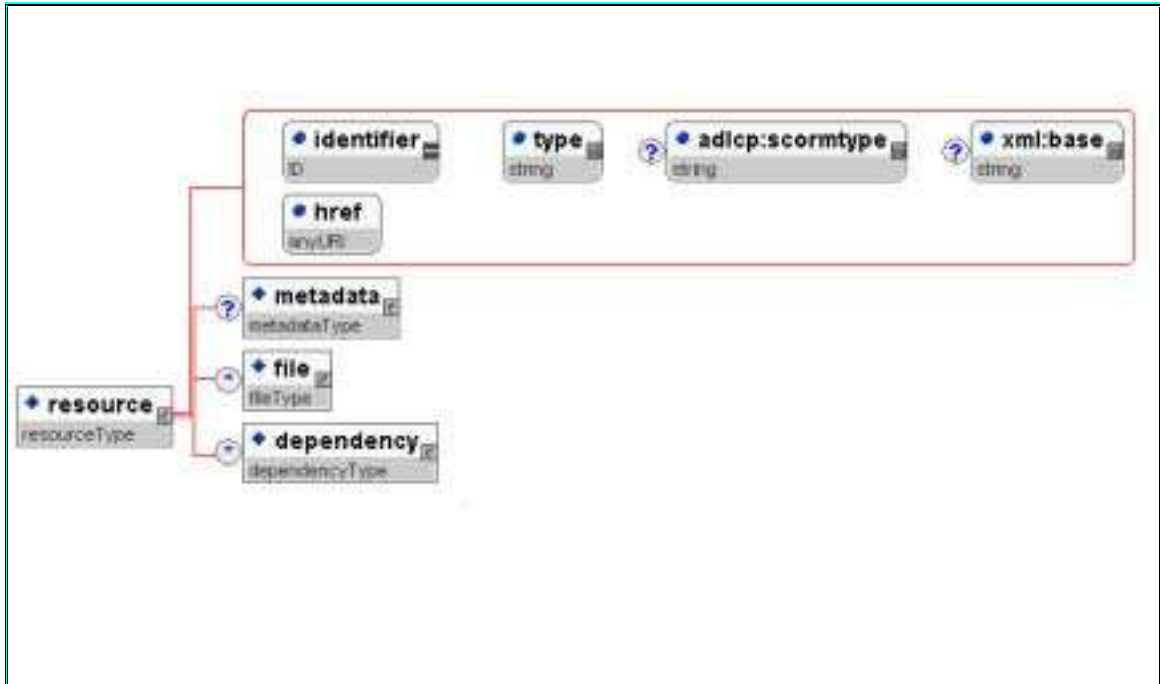 identifier
ID
type
string
? adlcp:scormtype
string
? xml:base
string
href
anyURI
? metadata
metadataType
* file
fileType
resource
resourceType
* dependency
dependencyType